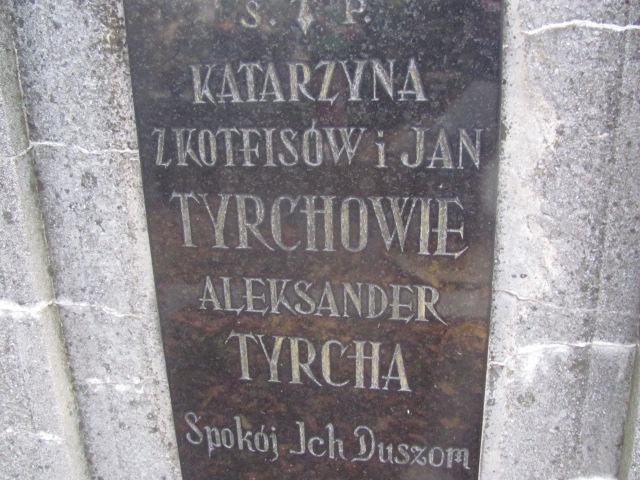 Ś. P.
KATARZYNA
Z KOTFISÓW i JAN
TYRCHOWIE
ALEKSANDER
TYRCHA
Spokój Ich Duszom